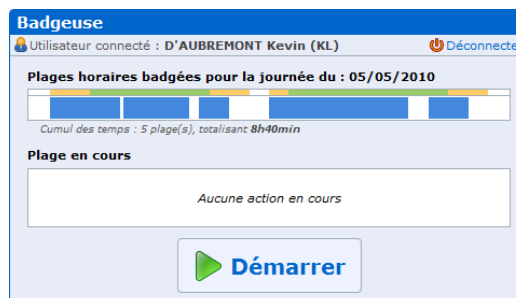 Badgeuse
Utilisateur connecté : D'AUBREMONT Kevin (KL) Déconnecte
Plages horaires badgées pour la journée du : 05/05/2010
Cumul des temps : 5 plage(s), totalisant 8h40min
Plage en cours
Aucune action en cours
Démarrer